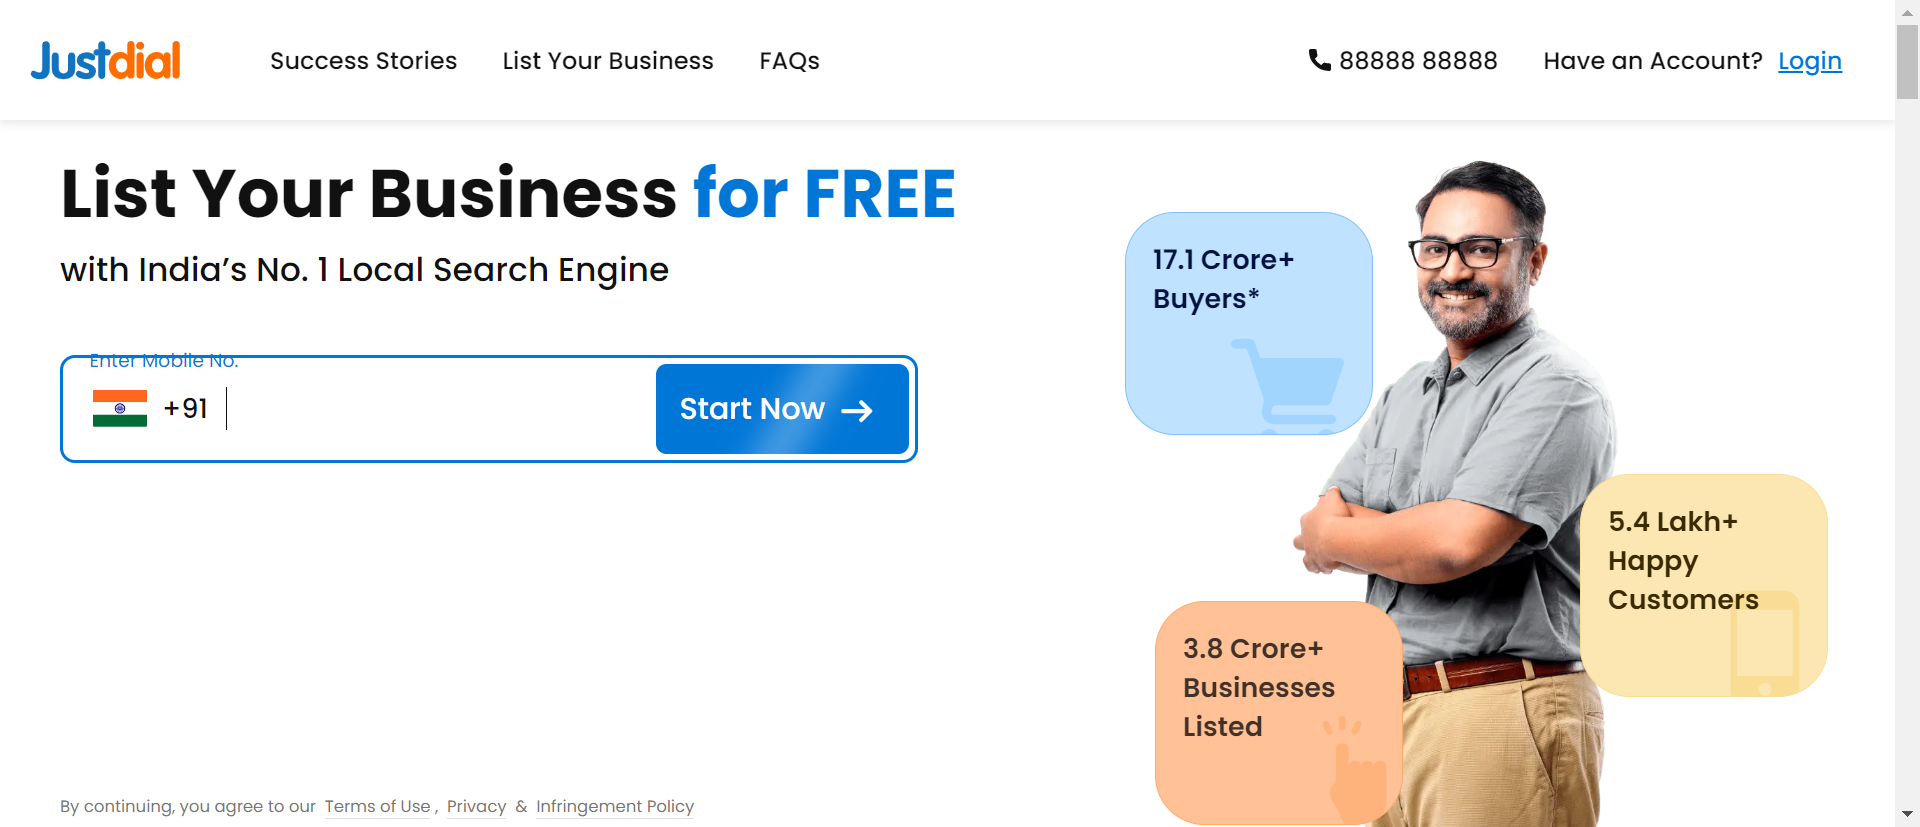 Justdial
Success Stories
List Your Business
FAQs
88888 88888
Have an Account? Login
List Your Business for FREE
with India’s No. 1 Local Search Engine
Enter Mobile No.
+91
Start Now
17.1 Crore+
Buyers*
5.4 Lakh+
Happy
Customers
3.8 Crore+
Businesses
Listed
By continuing, you agree to our Terms of Use , Privacy & Infringement Policy